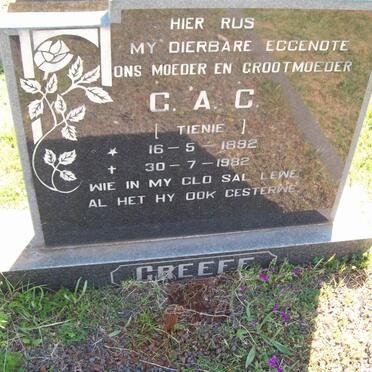 HIER RUS
MY DIERBARE EGGENOTE
ONS MOEDER EN GROOTMOEDER
G. A. C.
[ TIENIE ]
★ 16-5-1892
✝ 30-7-1982
WIE IN MY GLO SAL LEWE
AL HET HY OOK GESTERWE
GREEFF